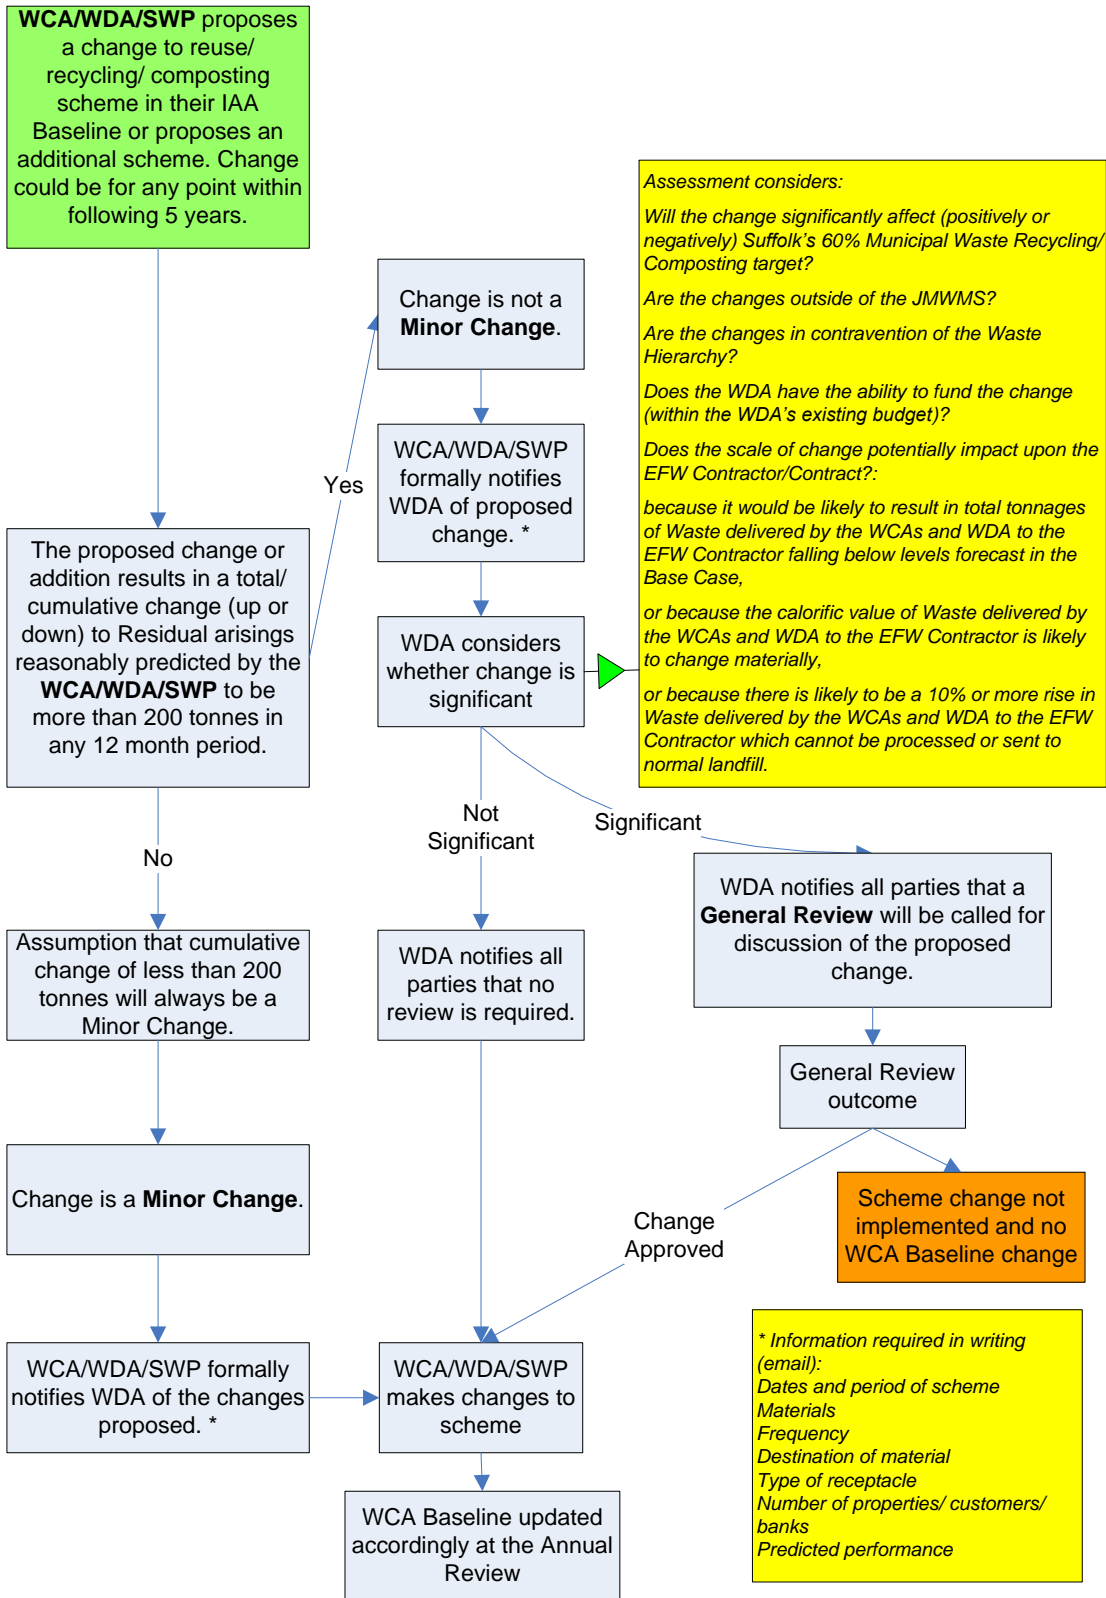 WCA/WDA/SWP proposes
a change to reuse/
recycling/ composting
scheme in their IAA
Baseline or proposes an
additional scheme. Change
could be for any point within
following 5 years.
Assessment considers:
Will the change significantly affect (positively or
negatively) Suffolk's 60% Municipal Waste Recycling/
Composting target?
Are the changes outside of the JMWMS?
Are the changes in contravention of the Waste
Hierarchy?
Does the WDA have the ability to fund the change
(within the WDA's existing budget)?
Does the scale of change potentially impact upon the
EFW Contractor/Contract?:
because it would be likely to result in total tonnages
of Waste delivered by the WCAs and WDA to the
EFW Contractor falling below levels forecast in the
Base Case,
or because the calorific value of Waste delivered by
the WCAs and WDA to the EFW Contractor is likely
to change materially,
or because there is likely to be a 10% or more rise in
Waste delivered by the WCAs and WDA to the EFW
Contractor which cannot be processed or sent to
normal landfill.
Change is not a
Minor Change.
Yes
WCA/WDA/SWP
formally notifies
WDA of proposed
change. *
The proposed change or
addition results in a total/
cumulative change (up or
down) to Residual arisings
reasonably predicted by the
WCA/WDA/SWP to be
more than 200 tonnes in
any 12 month period.
WDA considers
whether change is
significant
Not
Significant
Significant
No
WDA notifies all parties that a
General Review will be called for
discussion of the proposed
change.
Assumption that cumulative
change of less than 200
tonnes will always be a
Minor Change.
WDA notifies all
parties that no
review is required.
General Review
outcome
Change is a Minor Change.
Change
Approved
Scheme change not
implemented and no
WCA Baseline change
WCA/WDA/SWP formally
notifies WDA of the changes
proposed. *
WCA/WDA/SWP
makes changes to
scheme
* Information required in writing
(email):
Dates and period of scheme
Materials
Frequency
Destination of material
Type of receptacle
Number of properties/ customers/
banks
Predicted performance
WCA Baseline updated
accordingly at the Annual
Review